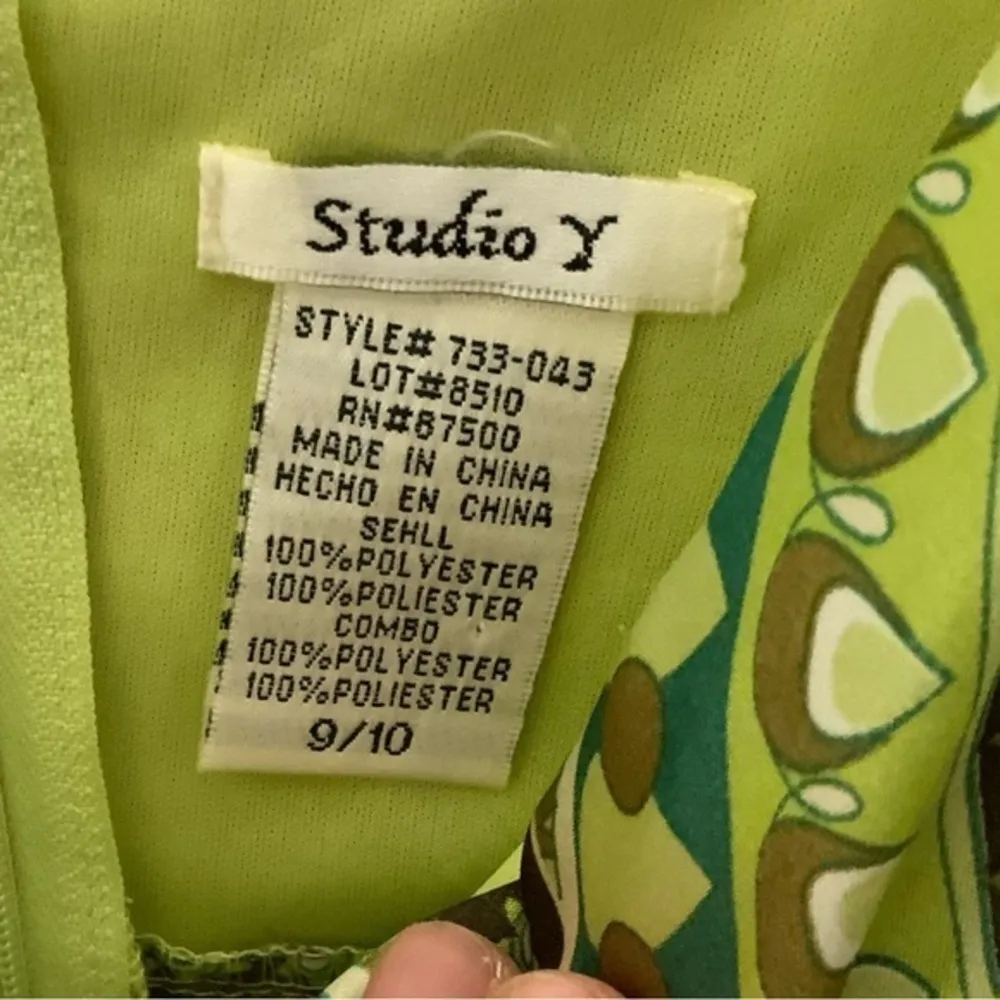 Studio Y
STYLE# 733-043
LOT#8510
RN#87500
MADE IN CHINA
HECHO EN CHINA
SEHLL
100%POLYESTER
100%POLIESTER
COMBO
100%POLYESTER
100%POLIESTER
9/10